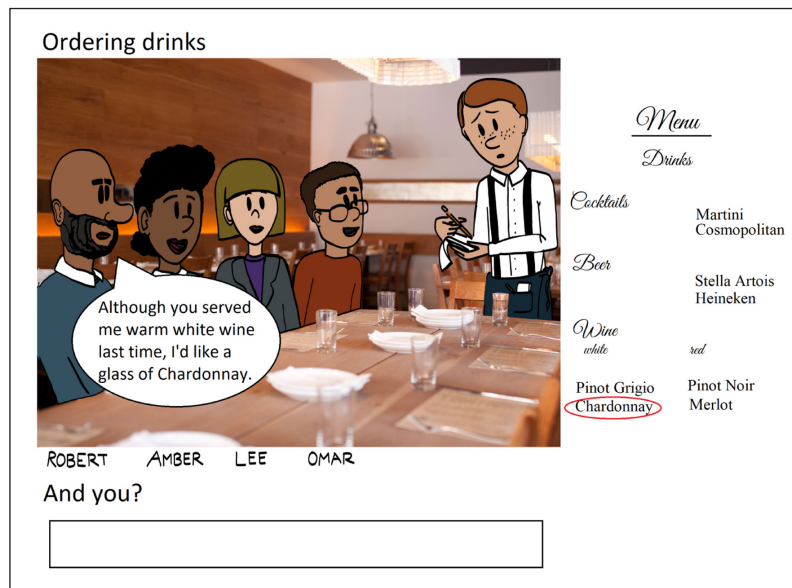 Ordering drinks
Although you served
me warm white wine
last time, I'd like a
glass of Chardonnay.
ROBERT AMBER LEE OMAR
And you?
Menu
Drinks
Cocktails
Martini
Cosmopolitan
Beer
Stella Artois
Heineken
Wine
white red
Pinot Grigio Pinot Noir
Chardonnay Merlot